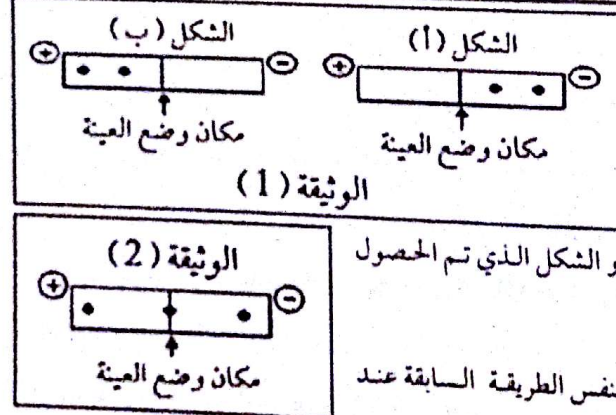 الشكل (أ) الشكل (ب)
⊕ ⊖ ⊕ ⊖
مكان وضع العينة مكان وضع العينة
الوثيقة (1)
و الشكل الذي تم الحصول
نفس الطريقة السابقة عند
الوثيقة (2)
⊕ ⊖
مكان وضع العينة